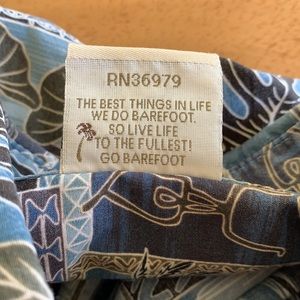 RN36979
THE BEST THINGS IN LIFE
WE DO BAREFOOT.
SO LIVE LIFE
TO THE FULLEST!
GO BAREFOOT